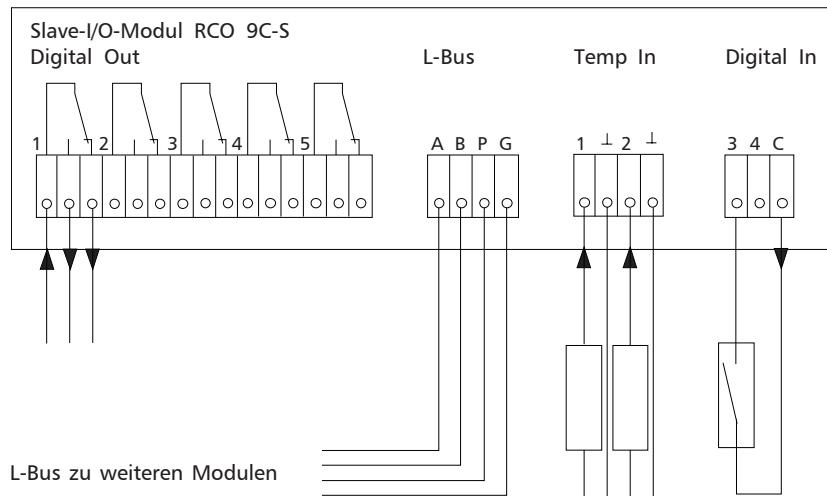 Slave-I/O-Modul RCO 9C-S
Digital Out L-Bus Temp In Digital In
1 2 3 4 5 A B P G 1 ⊥ 2 ⊥ 3 4 C
L-Bus zu weiteren Modulen